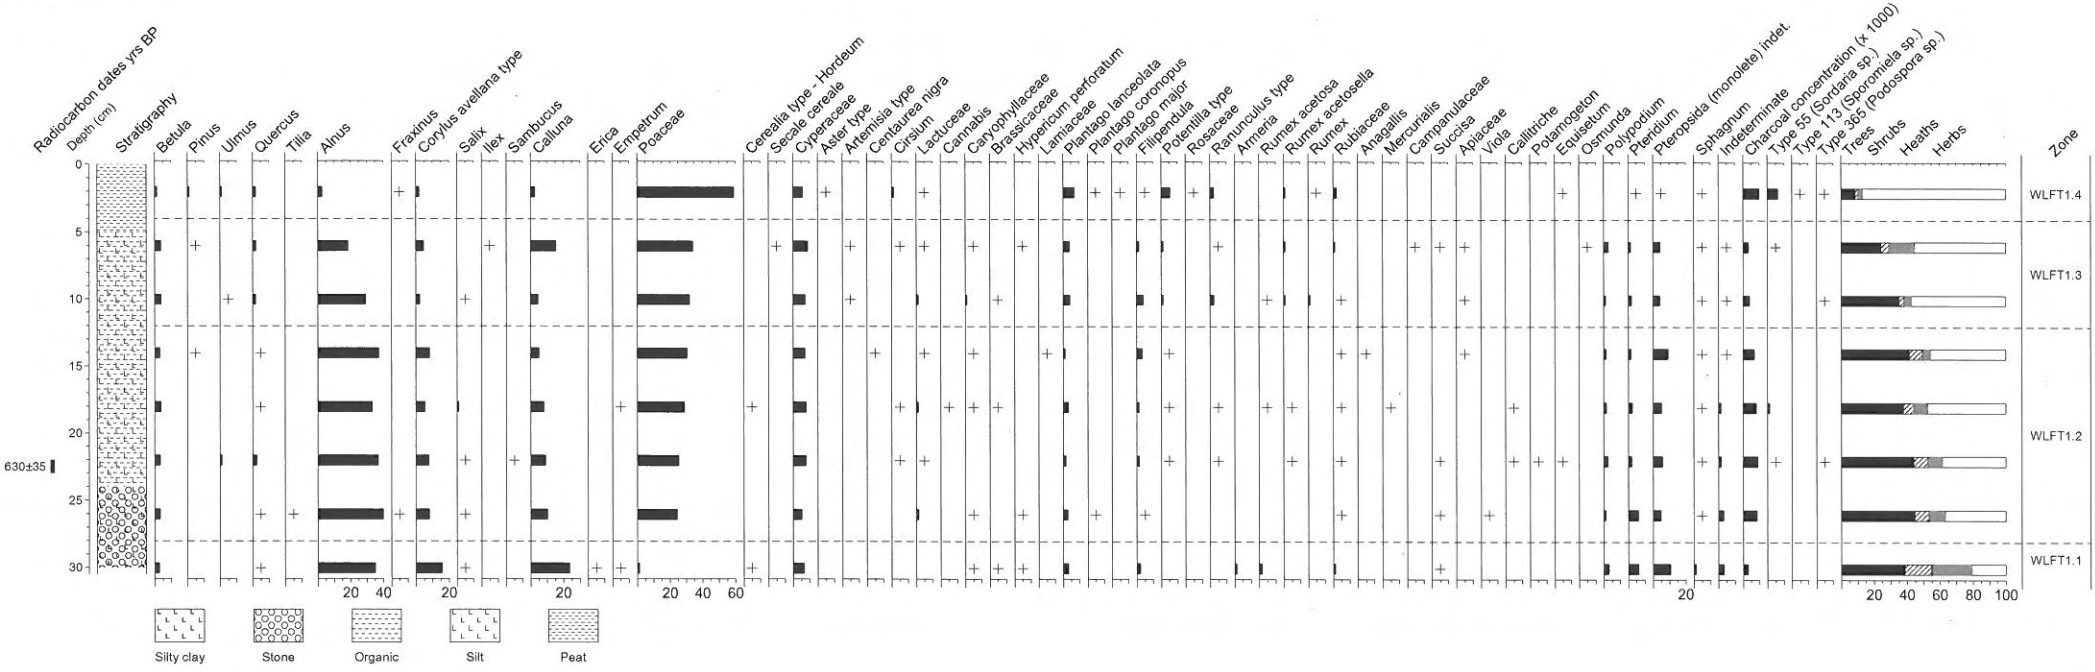 Radiocarbon dates yrs BP
Depth (cm)
Stratigraphy
Betula
Pinus
Ulmus
Quercus
Tillia
Alnus
Fraxinus
Corylus avellana type
Salix
Ilex
Sambucus
Calluna
Erica
Empetrum
Poaceae
Cerealia type - Hordeum
Secale cereale
Cyperaceae
Aster type
Artemisia type
Centaurea nigra
Cirsium
Lactuceae
Cannabis
Caryophyllaceae
Brassicaceae
Hypericum perforatum
Lamiaceae
Plantago lanceolata
Plantago coronopus
Plantago major
Filipendula
Potentilla type
Rosaceae
Ranunculus type
Armeria
Rumex acetosa
Rumex acetosella
Rumex
Rubiaceae
Anagallis
Mercurialis
Campanulaceae
Succisa
Apiaceae
Viola
Callitriche
Potamogeton
Equisetum
Osmunda
Polypodium
Pteridium
Pteropsida (monolete) indet.
Sphagnum
Indeterminate
Charcoal concentration (x 1000)
Type 55 (Sordaria sp.)
Type 113 (Sporomiela sp.)
Type 365 (Podospora sp.)
Trees
Shrubs
Heaths
Herbs
Zone
0
5
10
15
20
25
30
630±35
WLFT1.4
WLFT1.3
WLFT1.2
WLFT1.1
20 40 20 20 20 40 60 20 20 40 60 80 100
Silty clay Stone Organic Silt Peat